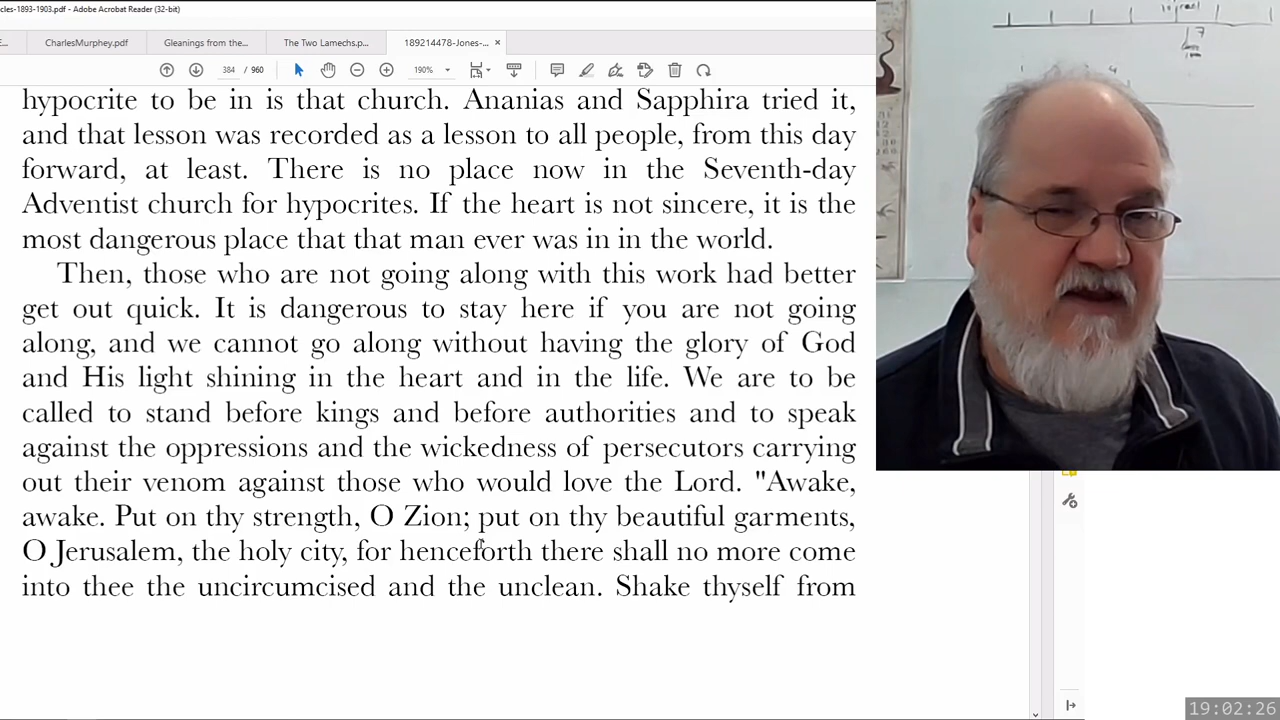 cles-1893-1903.pdf - Adobe Acrobat Reader (32-bit)
E... CharlesMurphey.pdf Gleanings from the... The Two Lamechs.p... 189214478-Jones-... ×
384 / 960 190%
hypocrite to be in is that church. Ananias and Sapphira tried it,
and that lesson was recorded as a lesson to all people, from this day
forward, at least. There is no place now in the Seventh-day
Adventist church for hypocrites. If the heart is not sincere, it is the
most dangerous place that that man ever was in in the world.
Then, those who are not going along with this work had better
get out quick. It is dangerous to stay here if you are not going
along, and we cannot go along without having the glory of God
and His light shining in the heart and in the life. We are to be
called to stand before kings and before authorities and to speak
against the oppressions and the wickedness of persecutors carrying
out their venom against those who would love the Lord. "Awake,
awake. Put on thy strength, O Zion; put on thy beautiful garments,
O Jerusalem, the holy city, for henceforth there shall no more come
into thee the uncircumcised and the unclean. Shake thyself from
7
19:02:26